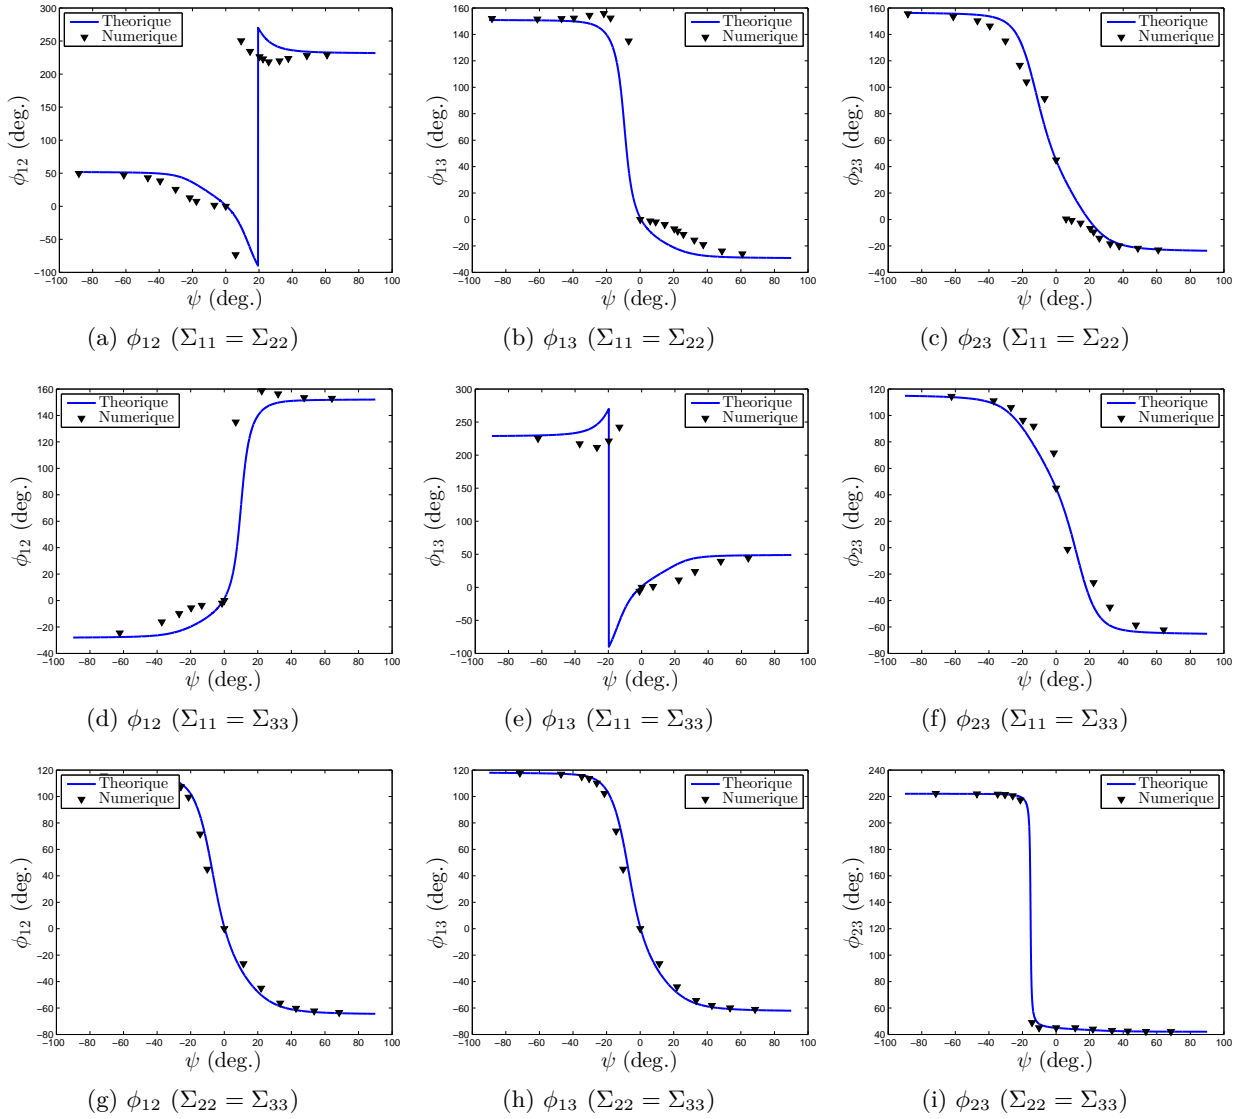 300
250
200
150
100
50
0
−50
−100
−100 −80 −60 −40 −20 0 20 40 60 80 100
ϕ12 (deg.)
ψ (deg.)
Theorique
Numerique
(a) ϕ12 (Σ11 = Σ22)
160
140
120
100
80
60
40
20
0
−20
−40
−100 −80 −60 −40 −20 0 20 40 60 80 100
ϕ13 (deg.)
ψ (deg.)
Theorique
Numerique
(b) ϕ13 (Σ11 = Σ22)
160
140
120
100
80
60
40
20
0
−20
−40
−100 −80 −60 −40 −20 0 20 40 60 80 100
ϕ23 (deg.)
ψ (deg.)
Theorique
Numerique
(c) ϕ23 (Σ11 = Σ22)
160
140
120
100
80
60
40
20
0
−20
−40
−100 −80 −60 −40 −20 0 20 40 60 80 100
ϕ12 (deg.)
ψ (deg.)
Theorique
Numerique
(d) ϕ12 (Σ11 = Σ33)
300
250
200
150
100
50
0
−50
−100
−100 −80 −60 −40 −20 0 20 40 60 80 100
ϕ13 (deg.)
ψ (deg.)
Theorique
Numerique
(e) ϕ13 (Σ11 = Σ33)
120
100
80
60
40
20
0
−20
−40
−60
−80
−100 −80 −60 −40 −20 0 20 40 60 80 100
ϕ23 (deg.)
ψ (deg.)
Theorique
Numerique
(f) ϕ23 (Σ11 = Σ33)
120
100
80
60
40
20
0
−20
−40
−60
−80
−100 −80 −60 −40 −20 0 20 40 60 80 100
ϕ12 (deg.)
ψ (deg.)
Theorique
Numerique
(g) ϕ12 (Σ22 = Σ33)
120
100
80
60
40
20
0
−20
−40
−60
−80
−100 −80 −60 −40 −20 0 20 40 60 80 100
ϕ13 (deg.)
ψ (deg.)
Theorique
Numerique
(h) ϕ13 (Σ22 = Σ33)
240
220
200
180
160
140
120
100
80
60
40
−100 −80 −60 −40 −20 0 20 40 60 80 100
ϕ23 (deg.)
ψ (deg.)
Theorique
Numerique
(i) ϕ23 (Σ22 = Σ33)